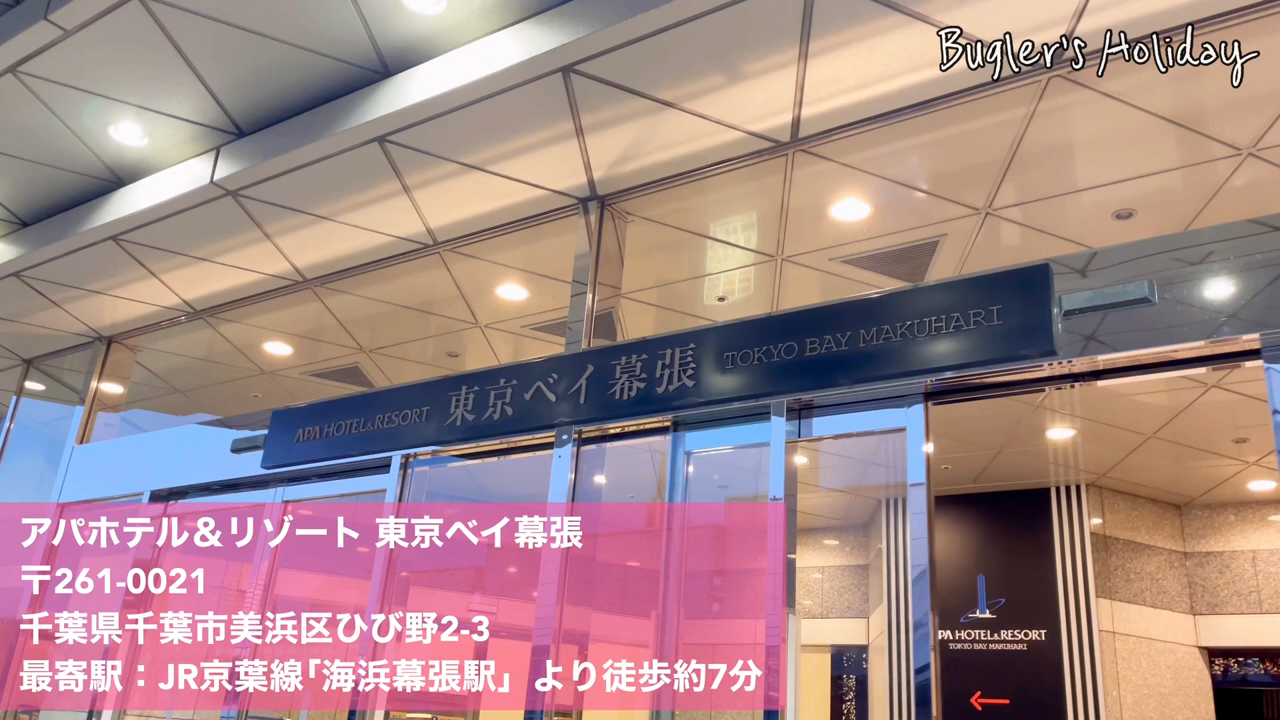 Bugler's Holiday
APA HOTEL&RESORT 東京ベイ幕張 TOKYO BAY MAKUHARI
アパホテル&リゾート 東京ベイ幕張
〒261-0021
千葉県千葉市美浜区ひび野2-3
最寄駅：JR京葉線｢海浜幕張駅」より徒歩約7分
PA HOTEL&RESORT
TOKYO BAY MAKUHARI